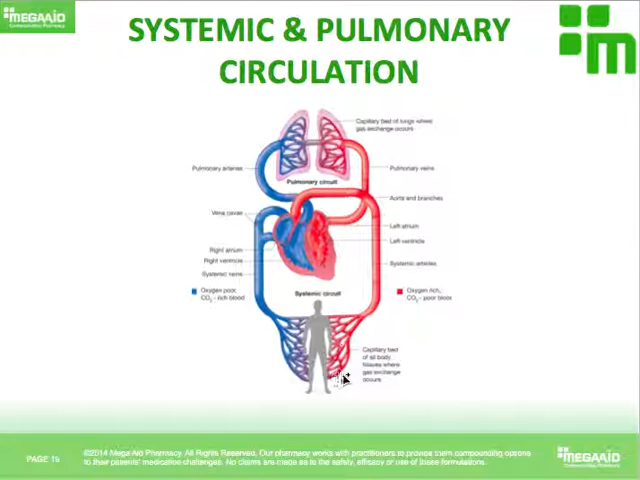 MEGAAID
SYSTEMIC & PULMONARY
CIRCULATION
Capillary bed of lungs where
gas exchange occurs
Pulmonary arteries
Pulmonary veins
Pulmonary circuit
Aorta and branches
Vena cavae
Left atrium
Left ventricle
Right atrium
Right ventricle
Systemic arteries
Systemic veins
Systemic circuit
Oxygen poor,
CO2 - rich blood
Oxygen rich,
CO2 - poor blood
Capillary bed
of all body
tissues where
gas exchange
occurs
PAGE
©2014 Mega Aid Pharmacy. All Rights Reserved. Our pharmacy works with practitioners to provide them compounding options
to their patients' medication challenges. No claims are made as to the safety, efficacy or use of these formulations.
MEGAAID